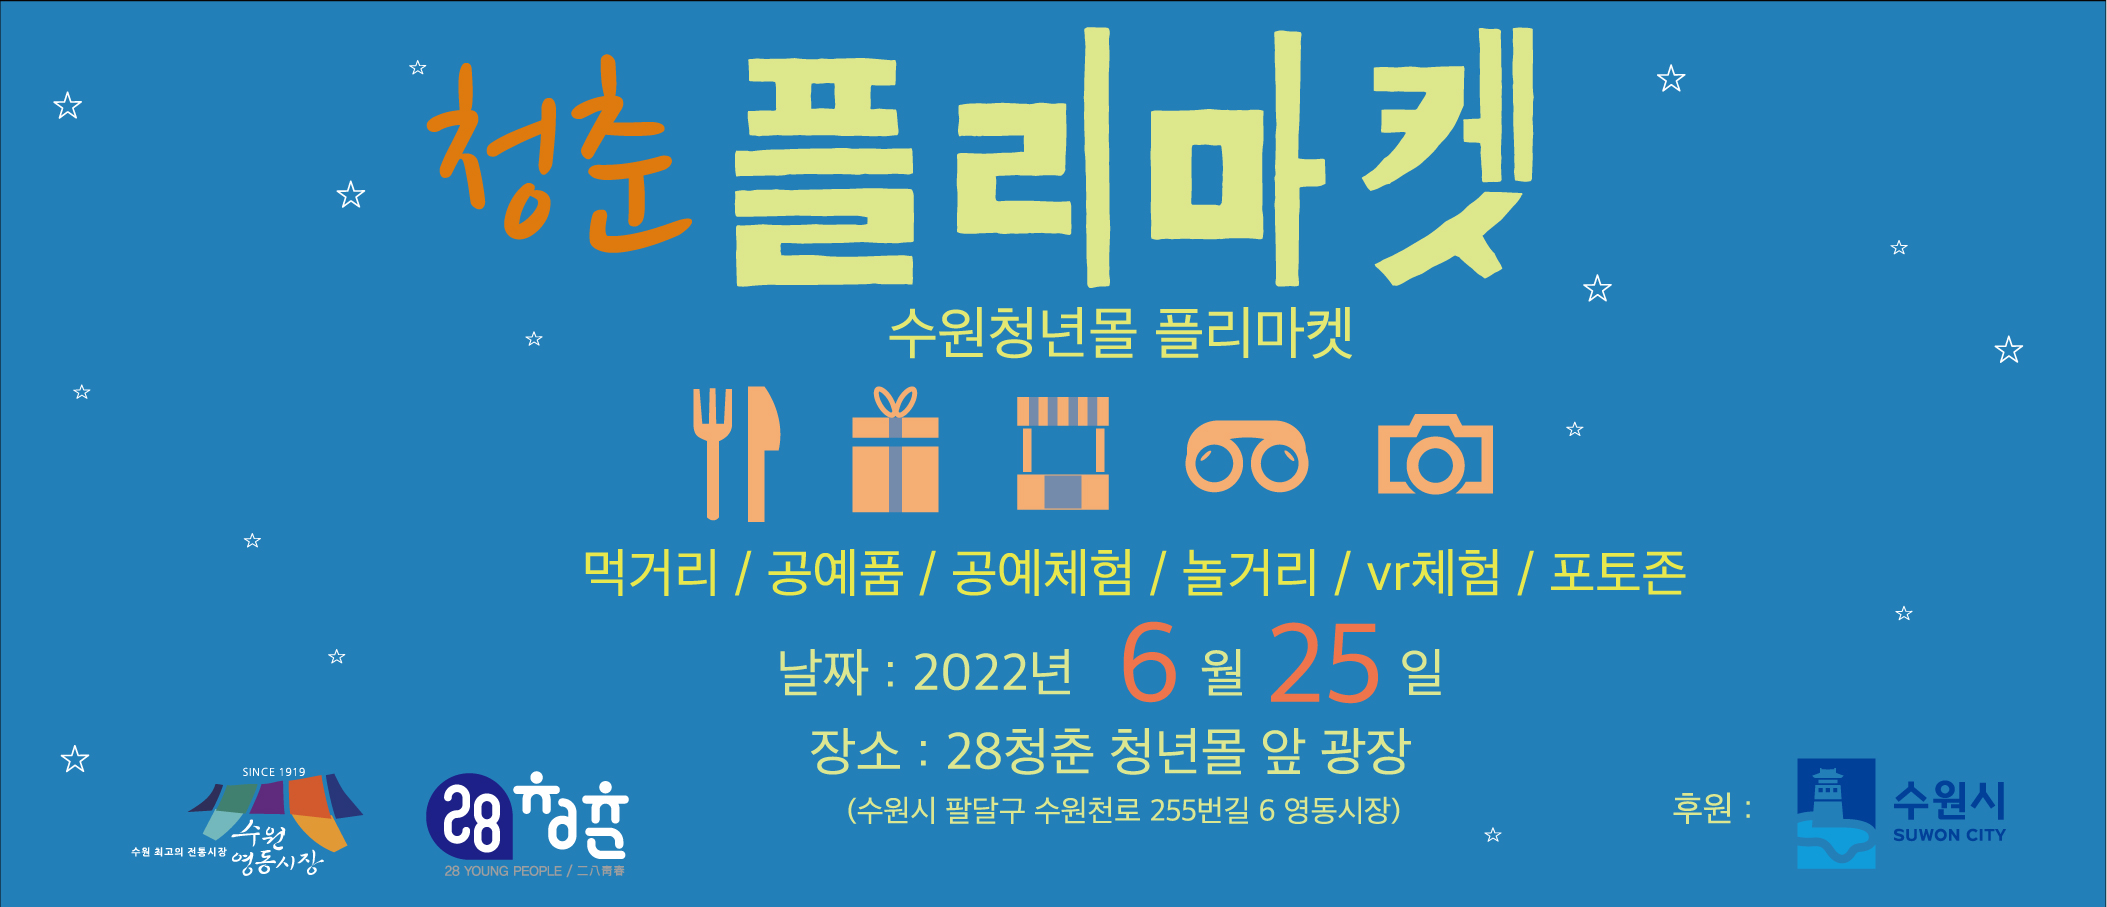 청춘 플리마켓
수원청년몰 플리마켓
먹거리 / 공예품 / 공예체험 / 놀거리 / vr체험 / 포토존
날짜 : 2022년 6 월 25 일
장소 : 28청춘 청년몰 앞 광장
(수원시 팔달구 수원천로 255번길 6 영동시장)
SINCE 1919
수원 최고의 전통시장
수원
영동시장
28 청춘
28 YOUNG PEOPLE / 二八靑春
후원 :
수원시
SUWON CITY